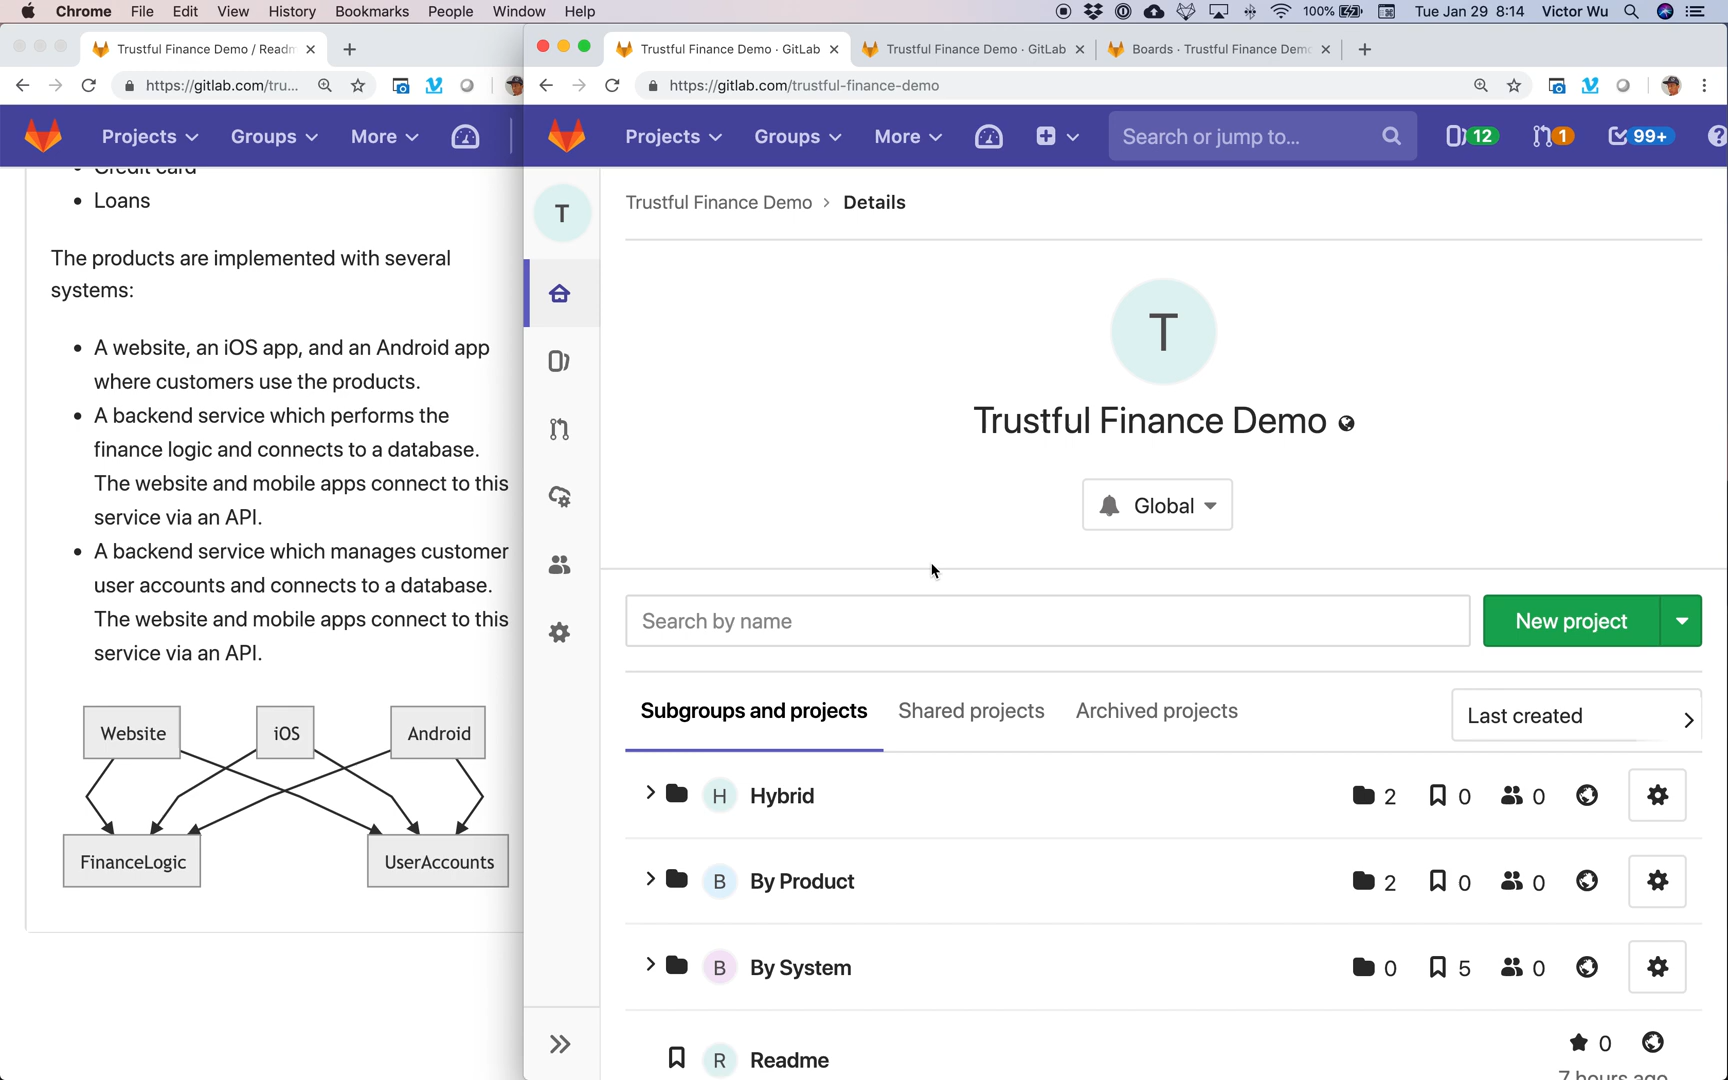 Chrome File Edit View History Bookmarks People Window Help 100% Tue Jan 29 8:14 Victor Wu
Trustful Finance Demo / Readm
Trustful Finance Demo · GitLab
Trustful Finance Demo · GitLab
Boards · Trustful Finance Demo
https://gitlab.com/tru...
https://gitlab.com/trustful-finance-demo
Projects Groups More
Projects Groups More Search or jump to... 12 1 99+
Credit card
Loans
The products are implemented with several
systems:
A website, an iOS app, and an Android app
where customers use the products.
A backend service which performs the
finance logic and connects to a database.
The website and mobile apps connect to this
service via an API.
A backend service which manages customer
user accounts and connects to a database.
The website and mobile apps connect to this
service via an API.
Website iOS Android
FinanceLogic UserAccounts
T
Trustful Finance Demo › Details
T
Trustful Finance Demo
Global
Search by name New project
Subgroups and projects Shared projects Archived projects Last created
H Hybrid 2 0 0
B By Product 2 0 0
B By System 0 5 0
R Readme 0
7 hours ago